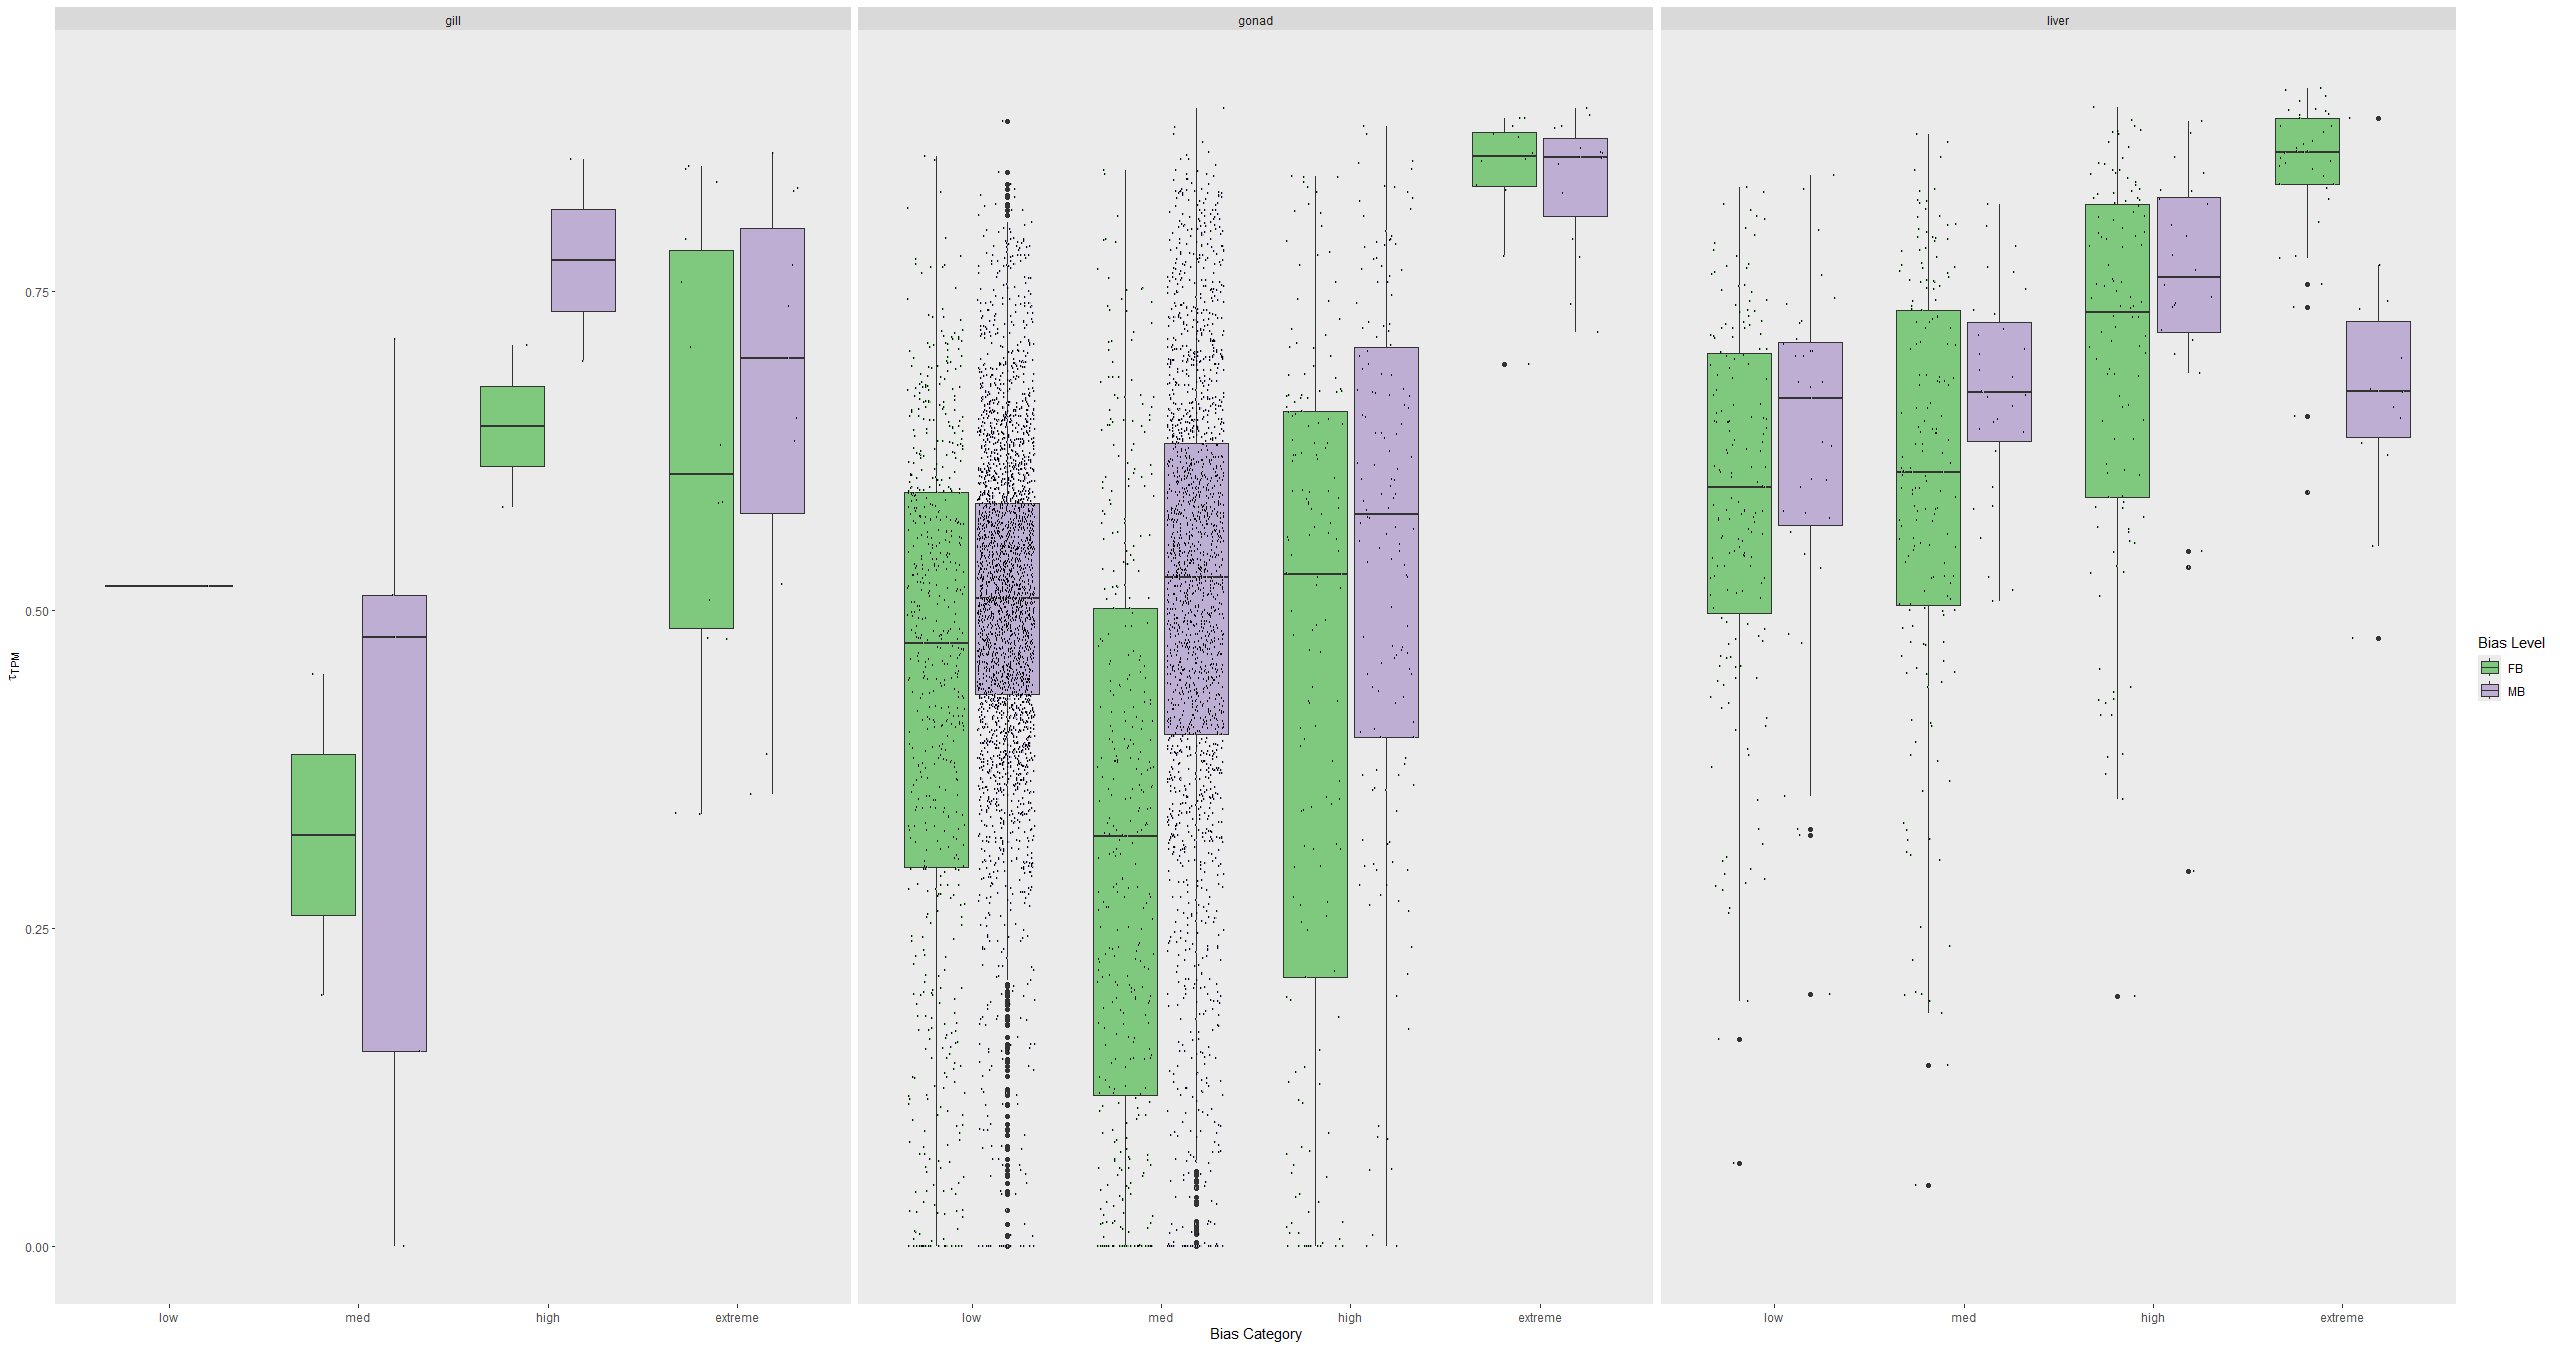 gill
gonad
liver
0.75
0.50
0.25
0.00
τTPM
low med high extreme
low med high extreme
low med high extreme
Bias Category
Bias Level
FB
MB